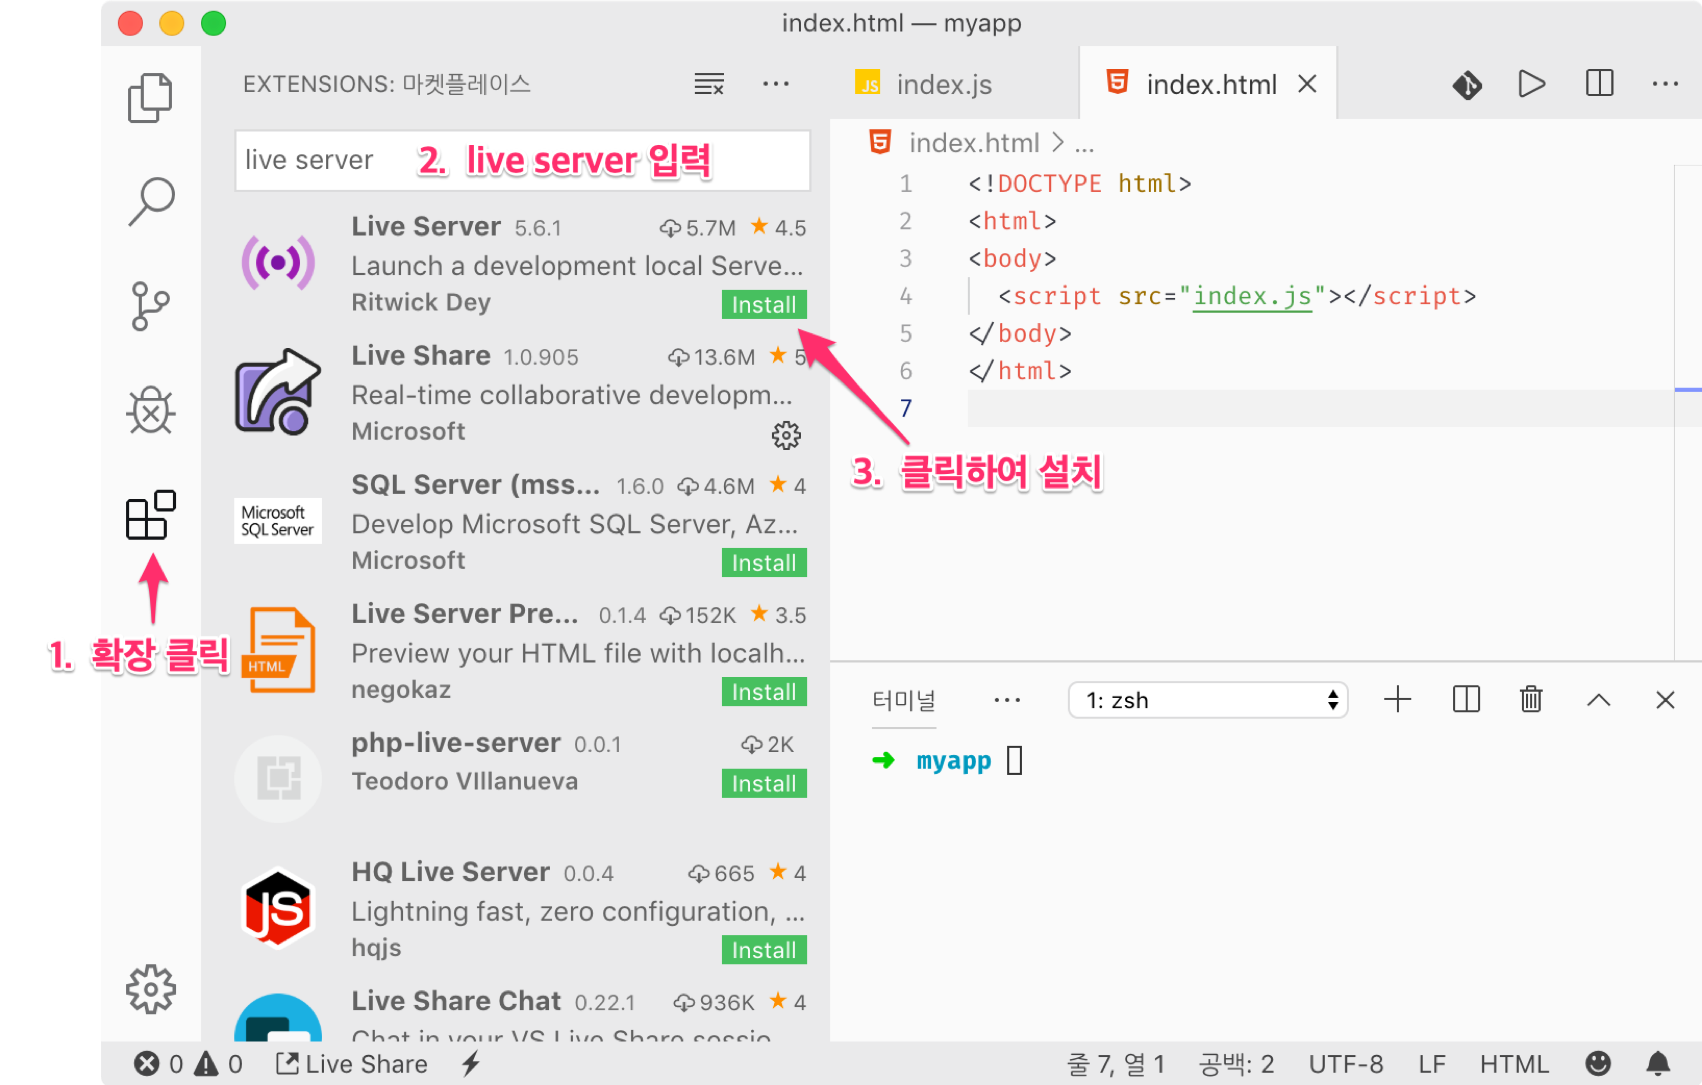 index.html — myapp
EXTENSIONS: 마켓플레이스
live server
2. live server 입력
Live Server 5.6.1 5.7M ★ 4.5
Launch a development local Serve...
Ritwick Dey Install
Live Share 1.0.905 13.6M ★ 5
Real-time collaborative developm...
Microsoft
SQL Server (mss... 1.6.0 4.6M ★ 4
Microsoft
SQL Server
Develop Microsoft SQL Server, Az...
Microsoft Install
Live Server Pre... 0.1.4 152K ★ 3.5
HTML
Preview your HTML file with localh...
negokaz Install
php-live-server 0.0.1 2K
Teodoro VIllanueva Install
HQ Live Server 0.0.4 665 ★ 4
JS
Lightning fast, zero configuration, ...
hqjs Install
Live Share Chat 0.22.1 936K ★ 4
Chat in your VS Live Share sessio
1. 확장 클릭
3. 클릭하여 설치
JS index.js
5 index.html ×
5 index.html > ...
1 <!DOCTYPE html>
2 <html>
3 <body>
4 <script src="index.js"></script>
5 </body>
6 </html>
7
터미널 ... 1: zsh
➜ myapp
0 0 Live Share
줄 7, 열 1 공백: 2 UTF-8 LF HTML